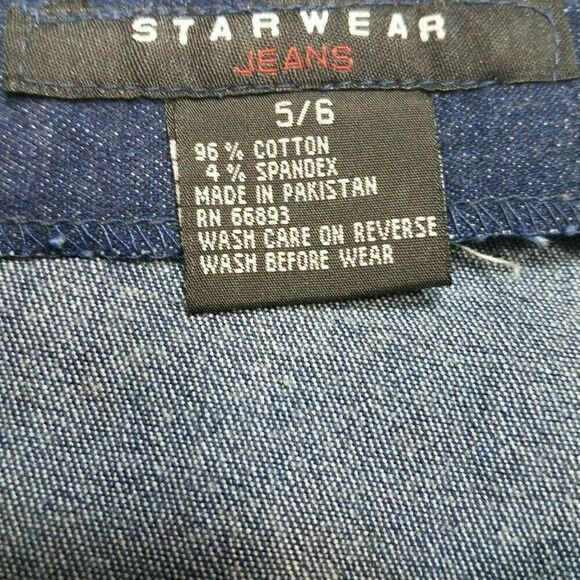 STARWEAR
JEANS
5/6
96% COTTON
4% SPANDEX
MADE IN PAKISTAN
RN 66893
WASH CARE ON REVERSE
WASH BEFORE WEAR